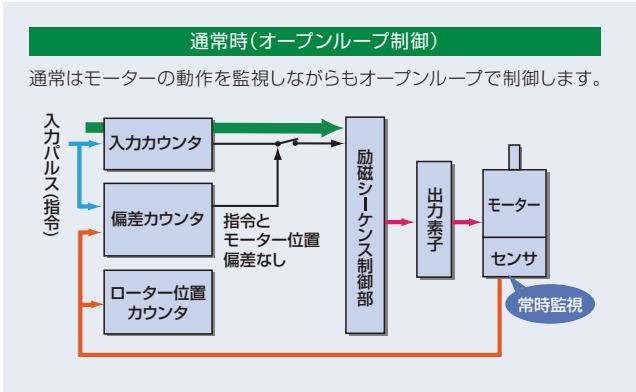 通常時(オープンループ制御)
通常はモーターの動作を監視しながらもオープンループで制御します。
入力パルス(指令)
入力カウンタ
偏差カウンタ
指令と
モーター位置
偏差なし
ローター位置
カウンタ
励磁シーケンス制御部
出力素子
モーター
センサ
常時監視